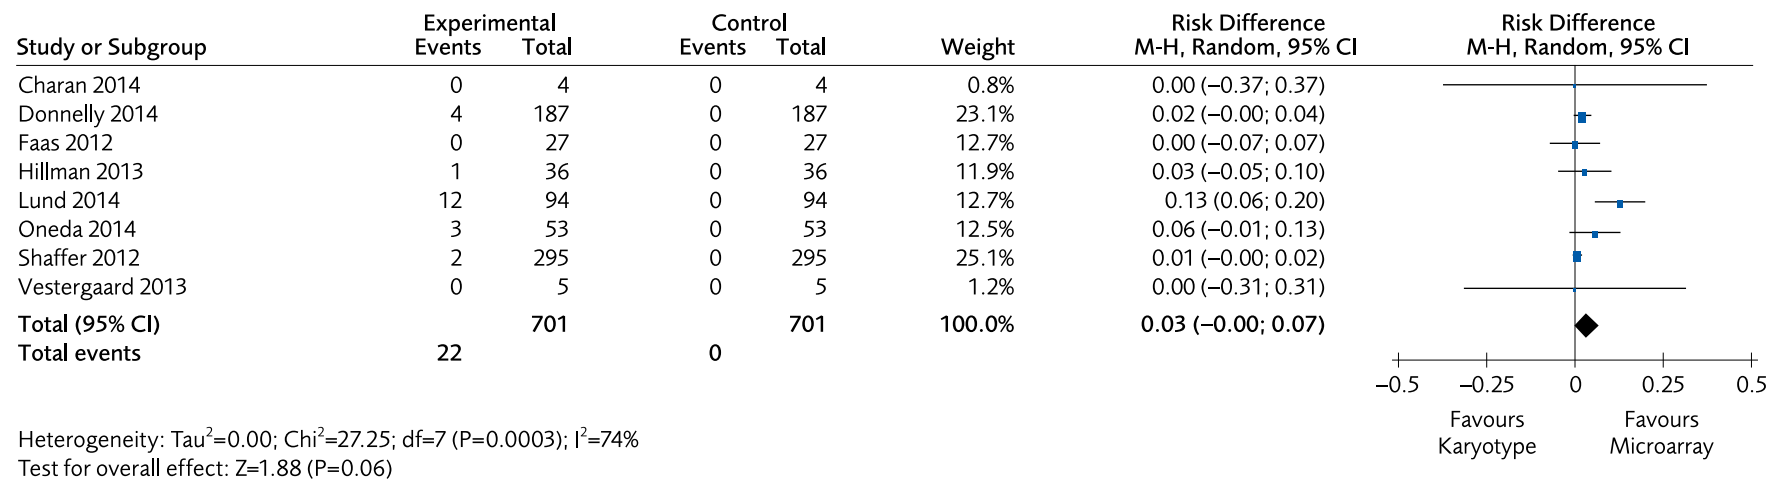 Experimental Control Risk Difference Risk Difference
Study or Subgroup Events Total Events Total Weight M-H, Random, 95% CI M-H, Random, 95% CI
Charan 2014 0 4 0 4 0.8% 0.00 (−0.37; 0.37)
Donnelly 2014 4 187 0 187 23.1% 0.02 (−0.00; 0.04)
Faas 2012 0 27 0 27 12.7% 0.00 (−0.07; 0.07)
Hillman 2013 1 36 0 36 11.9% 0.03 (−0.05; 0.10)
Lund 2014 12 94 0 94 12.7% 0.13 (0.06; 0.20)
Oneda 2014 3 53 0 53 12.5% 0.06 (−0.01; 0.13)
Shaffer 2012 2 295 0 295 25.1% 0.01 (−0.00; 0.02)
Vestergaard 2013 0 5 0 5 1.2% 0.00 (−0.31; 0.31)
Total (95% CI) 701 701 100.0% 0.03 (−0.00; 0.07)
Total events 22 0
−0.5 −0.25 0 0.25 0.5
Favours Favours
Karyotype Microarray
Heterogeneity: Tau²=0.00; Chi²=27.25; df=7 (P=0.0003); I²=74%
Test for overall effect: Z=1.88 (P=0.06)